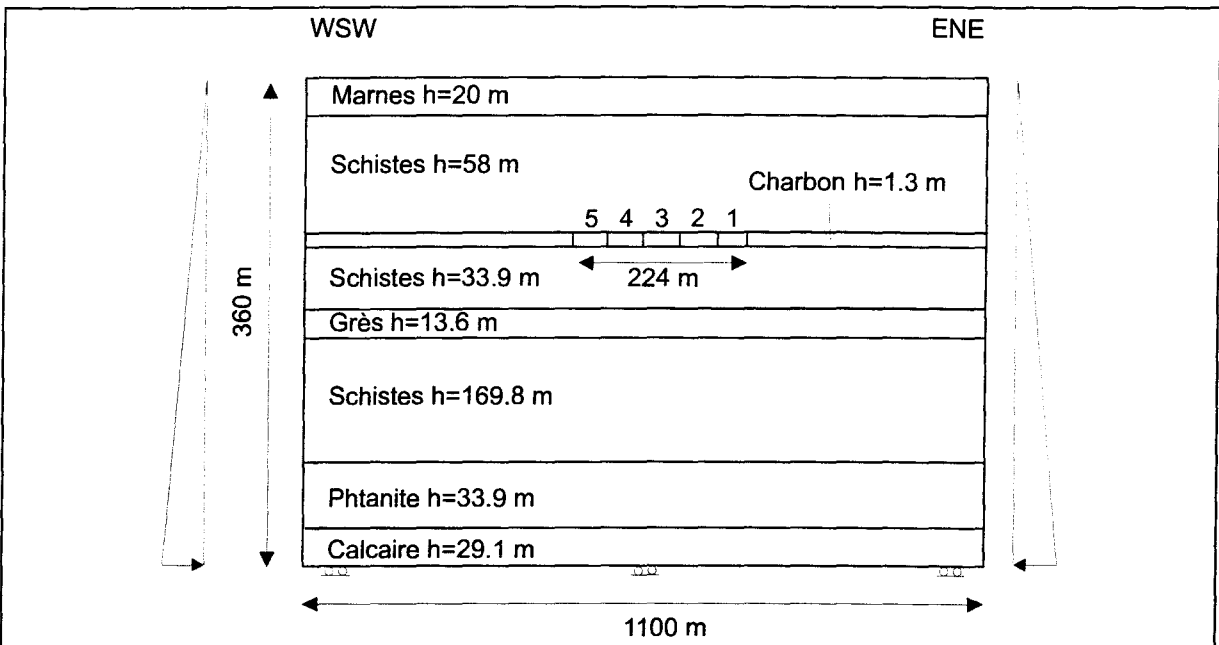 WSW
ENE
Marnes h=20 m
Schistes h=58 m
Charbon h=1.3 m
5 4 3 2 1
224 m
Schistes h=33.9 m
360 m
Grès h=13.6 m
Schistes h=169.8 m
Phtanite h=33.9 m
Calcaire h=29.1 m
1100 m